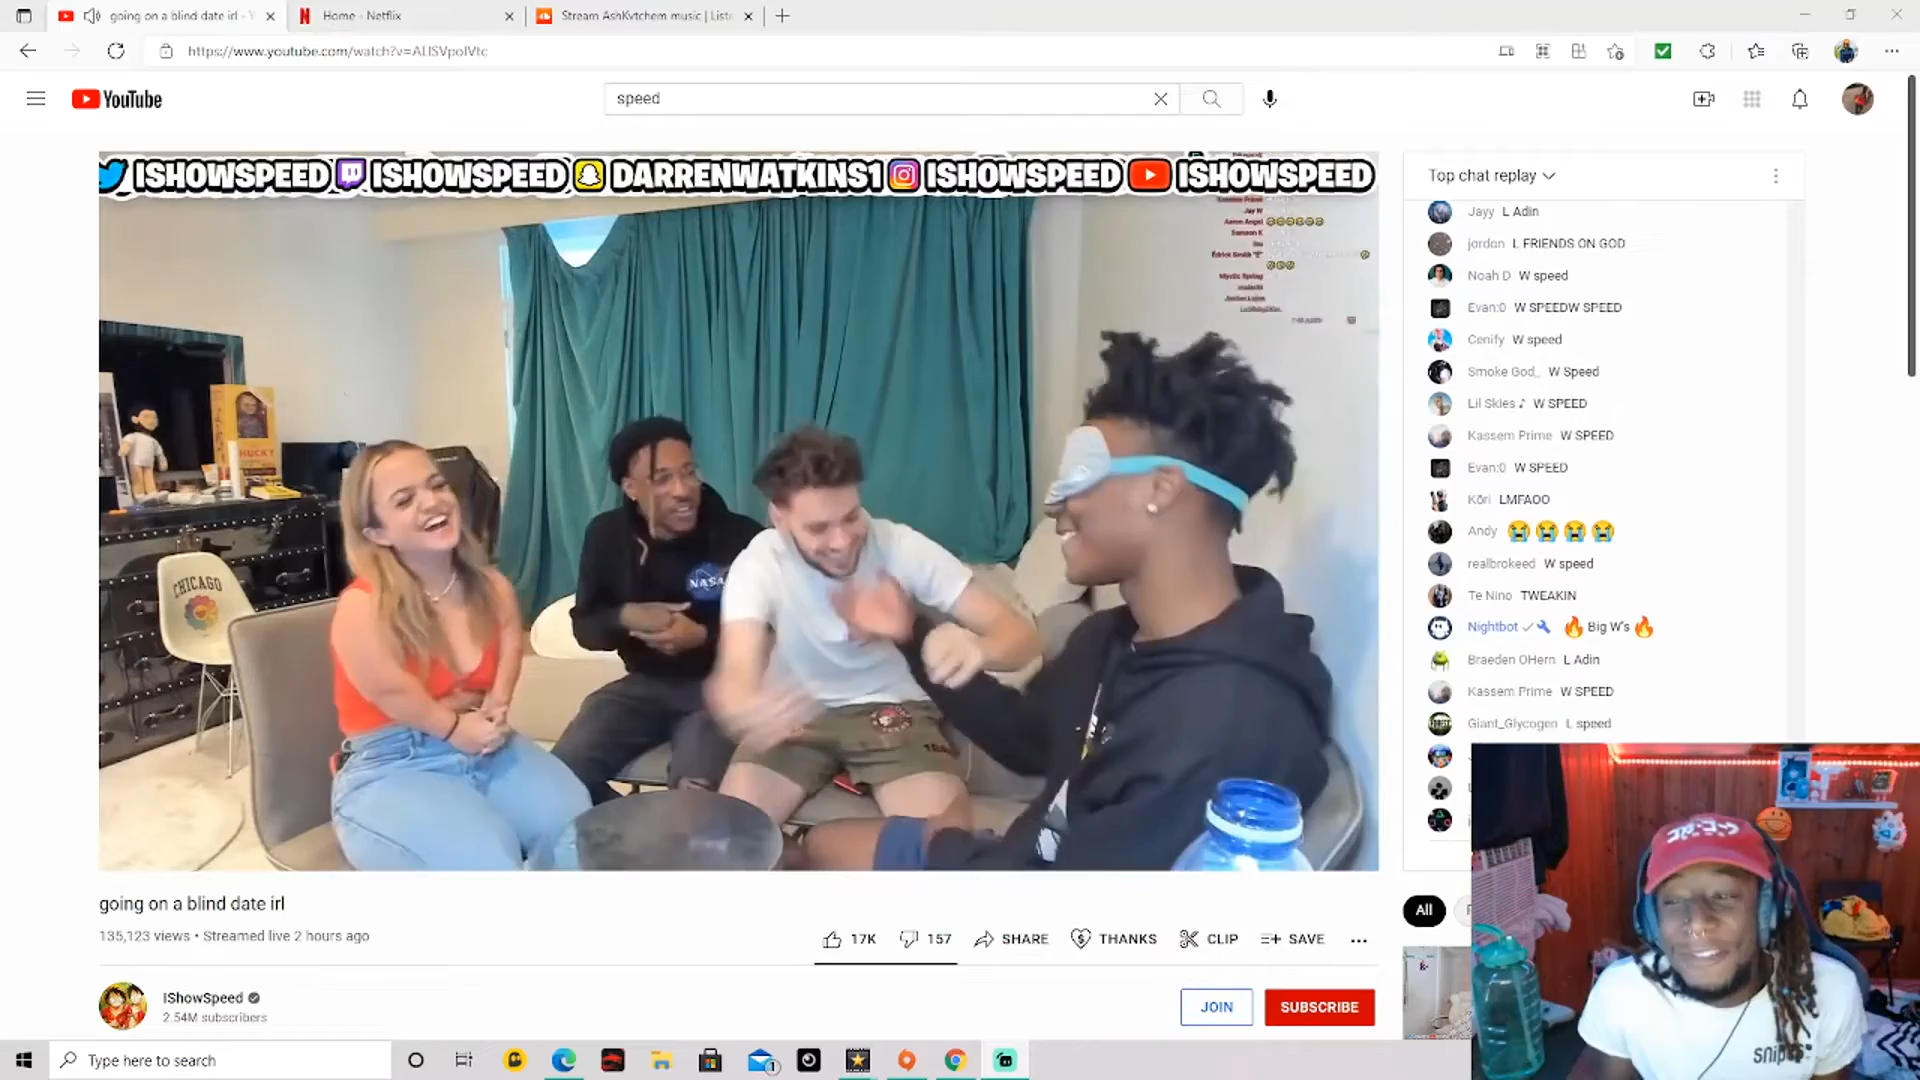 going on a blind date irl - Y
Home - Netflix
Stream AshKvtchem music | Liste
https://www.youtube.com/watch?v=ALISVpoIVtc
YouTube
speed
ISHOWSPEED ISHOWSPEED DARRENWATKINS1 ISHOWSPEED ISHOWSPEED
Top chat replay
Jayy L Adin
jordan L FRIENDS ON GOD
Noah D W speed
Evan:0 W SPEEDW SPEED
Cenify W speed
Smoke God_ W Speed
Lil Skies ♪ W SPEED
Kassem Prime W SPEED
Evan:0 W SPEED
Kōri LMFAOO
Andy 😭😭😭😭
realbrokeed W speed
Te Nino TWEAKIN
Nightbot 🔥 Big W's 🔥
Braeden OHern L Adin
Kassem Prime W SPEED
Giant_Glycogen L speed
CHICAGO
HUCKY
NASA
going on a blind date irl
135,123 views • Streamed live 2 hours ago
17K 157 SHARE THANKS CLIP SAVE
All
IShowSpeed
2.54M subscribers
JOIN SUBSCRIBE
Type here to search